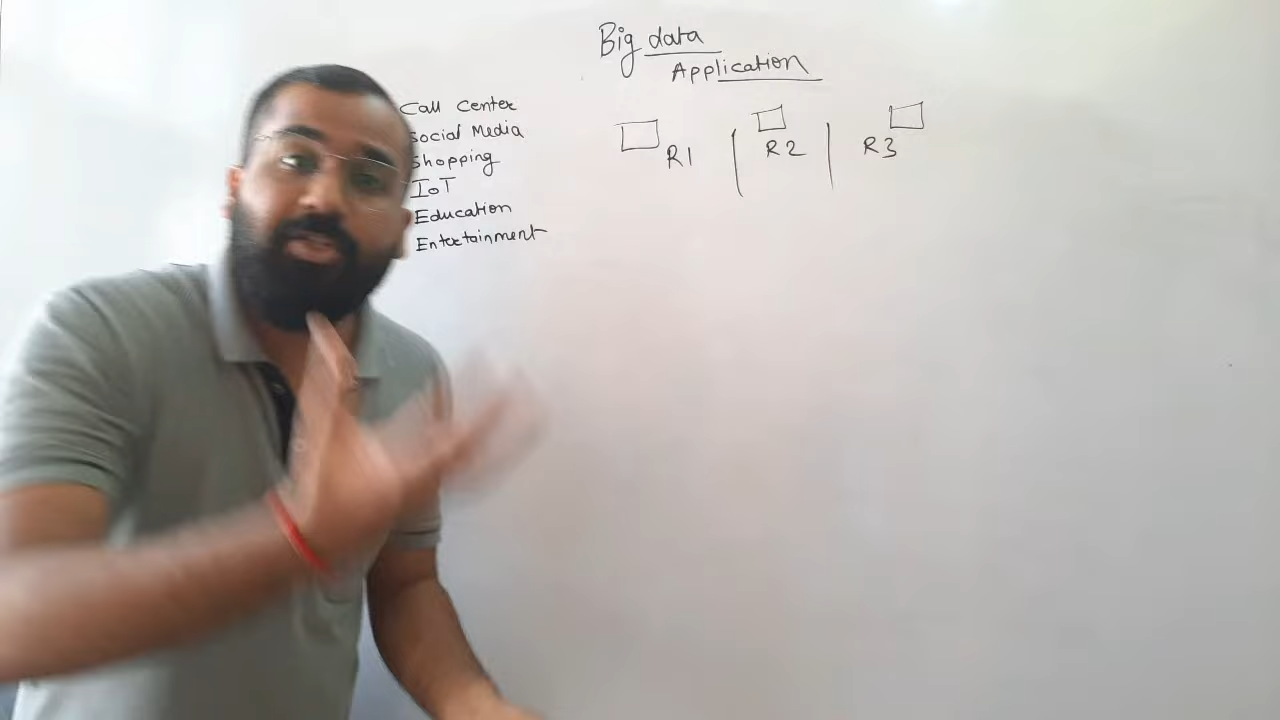 Big data
Application
Call Center
Social Media
Shopping
IoT
Education
Entertainment
R1 R2 R3